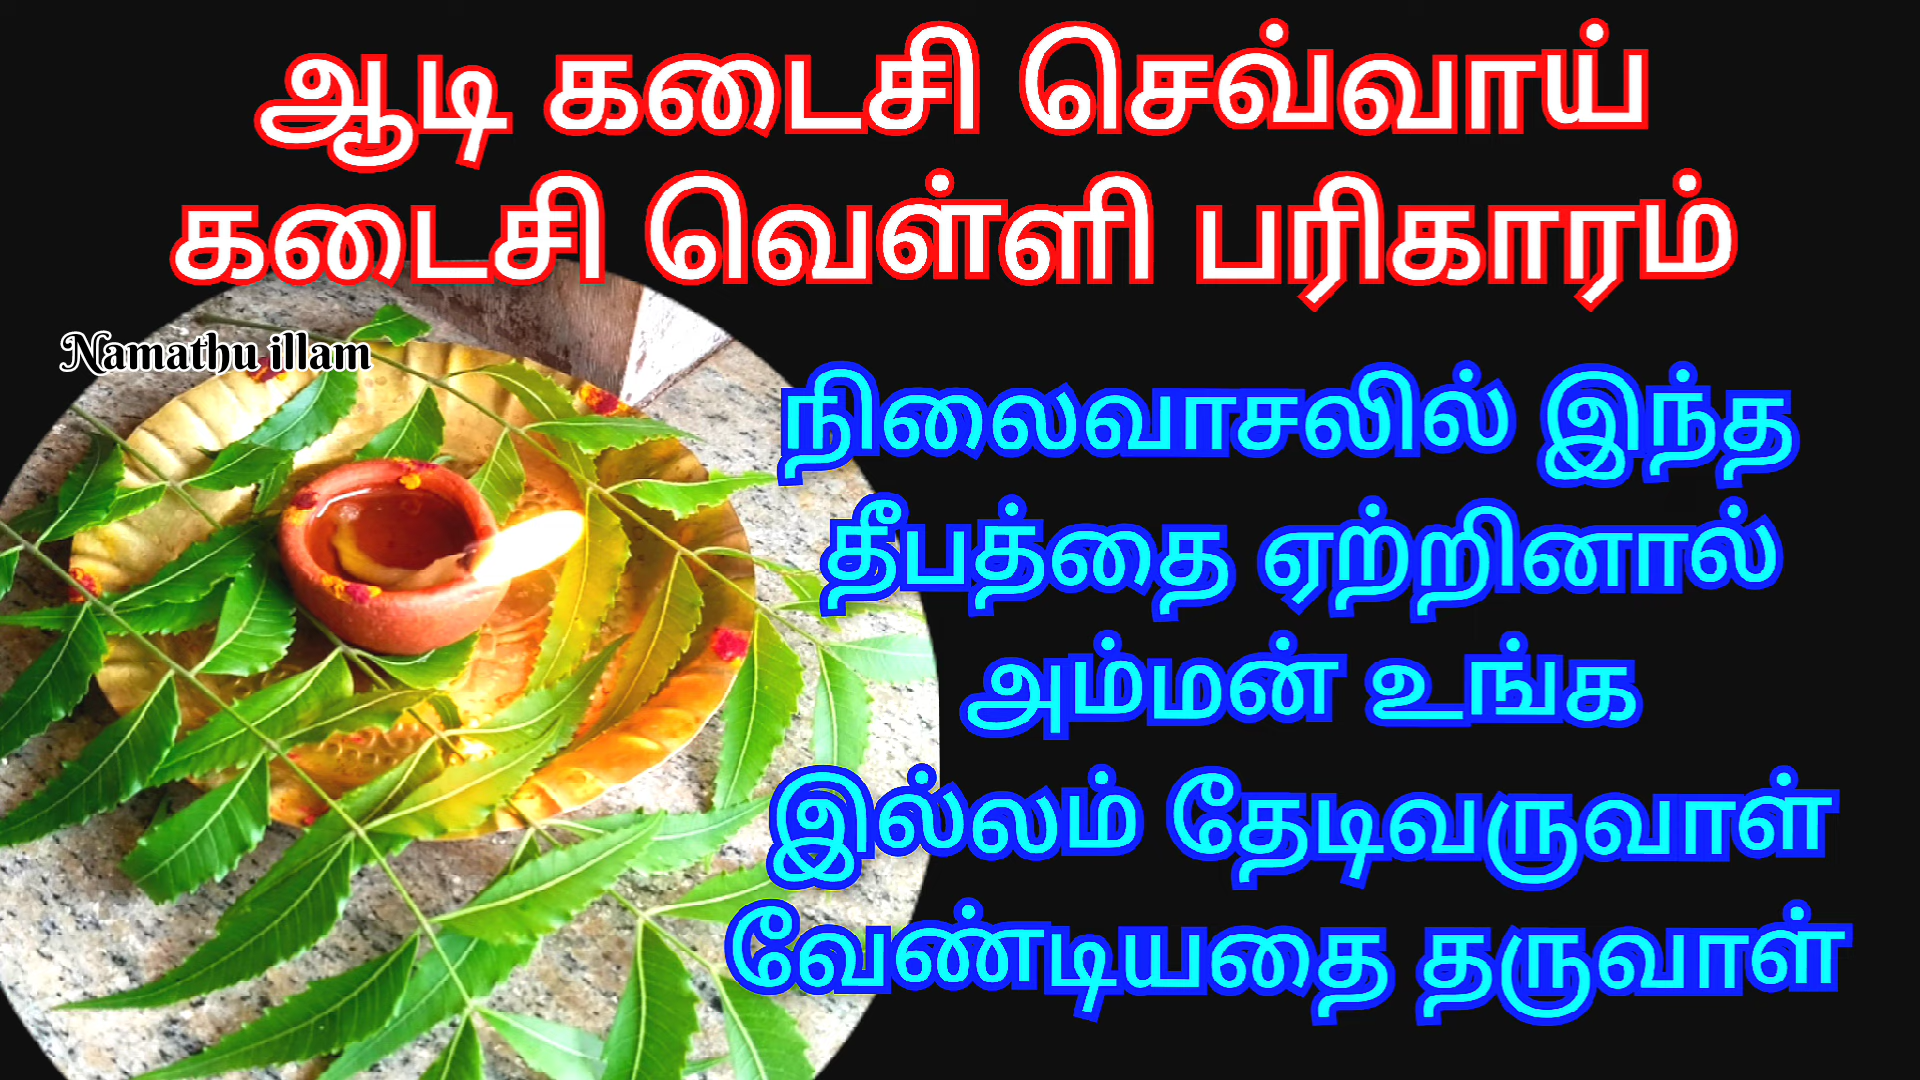 ஆடி கடைசி செவ்வாய்
கடைசி வெள்ளி பரிகாரம்
Namathu illam
நிலைவாசலில் இந்த
தீபத்தை ஏற்றினால்
அம்மன் உங்க
இல்லம் தேடிவருவாள்
வேண்டியதை தருவாள்